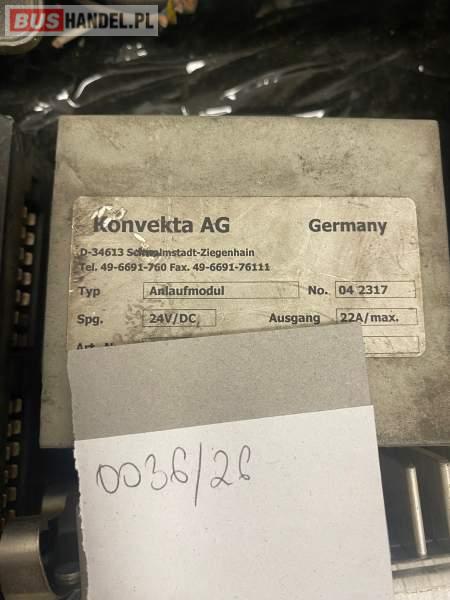 BUSHANDEL.PL
Konvekta AG Germany
D-34613 Schwalmstadt-Ziegenhain
Tel. 49-6691-760 Fax. 49-6691-76111
Typ Anlaufmodul No. 04 2317
Spg. 24V/DC Ausgang 22A/max.
0036/26